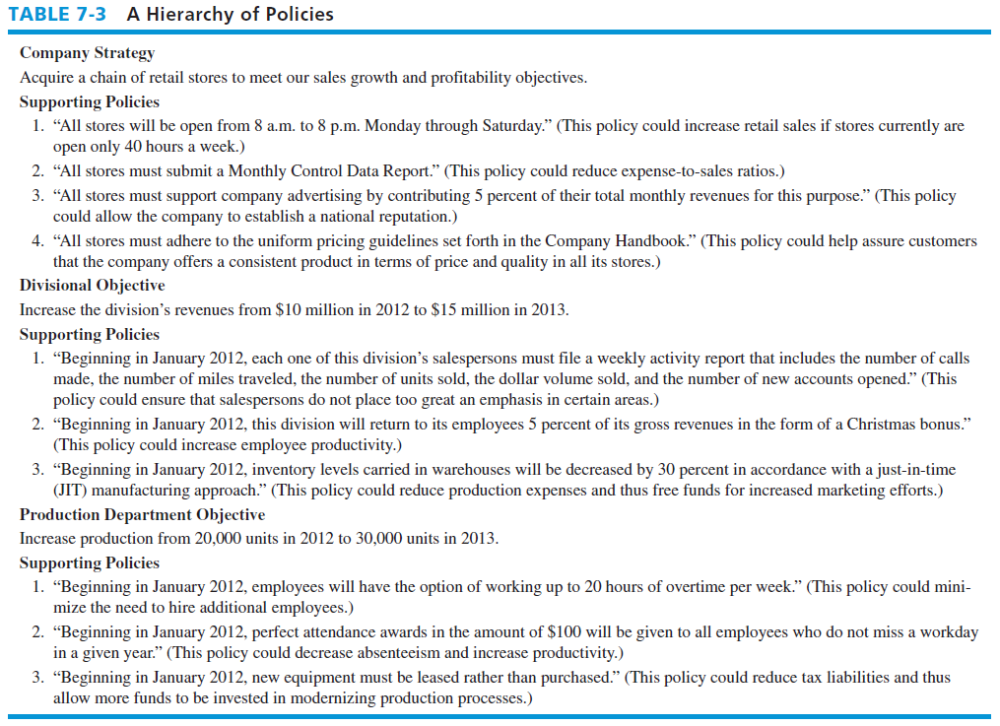 TABLE 7-3 A Hierarchy of Policies
Company Strategy
Acquire a chain of retail stores to meet our sales growth and profitability objectives.
Supporting Policies
1. “All stores will be open from 8 a.m. to 8 p.m. Monday through Saturday.” (This policy could increase retail sales if stores currently are
open only 40 hours a week.)
2. “All stores must submit a Monthly Control Data Report.” (This policy could reduce expense-to-sales ratios.)
3. “All stores must support company advertising by contributing 5 percent of their total monthly revenues for this purpose.” (This policy
could allow the company to establish a national reputation.)
4. “All stores must adhere to the uniform pricing guidelines set forth in the Company Handbook.” (This policy could help assure customers
that the company offers a consistent product in terms of price and quality in all its stores.)
Divisional Objective
Increase the division’s revenues from $10 million in 2012 to $15 million in 2013.
Supporting Policies
1. “Beginning in January 2012, each one of this division’s salespersons must file a weekly activity report that includes the number of calls
made, the number of miles traveled, the number of units sold, the dollar volume sold, and the number of new accounts opened.” (This
policy could ensure that salespersons do not place too great an emphasis in certain areas.)
2. “Beginning in January 2012, this division will return to its employees 5 percent of its gross revenues in the form of a Christmas bonus.”
(This policy could increase employee productivity.)
3. “Beginning in January 2012, inventory levels carried in warehouses will be decreased by 30 percent in accordance with a just-in-time
(JIT) manufacturing approach.” (This policy could reduce production expenses and thus free funds for increased marketing efforts.)
Production Department Objective
Increase production from 20,000 units in 2012 to 30,000 units in 2013.
Supporting Policies
1. “Beginning in January 2012, employees will have the option of working up to 20 hours of overtime per week.” (This policy could mini-
mize the need to hire additional employees.)
2. “Beginning in January 2012, perfect attendance awards in the amount of $100 will be given to all employees who do not miss a workday
in a given year.” (This policy could decrease absenteeism and increase productivity.)
3. “Beginning in January 2012, new equipment must be leased rather than purchased.” (This policy could reduce tax liabilities and thus
allow more funds to be invested in modernizing production processes.)